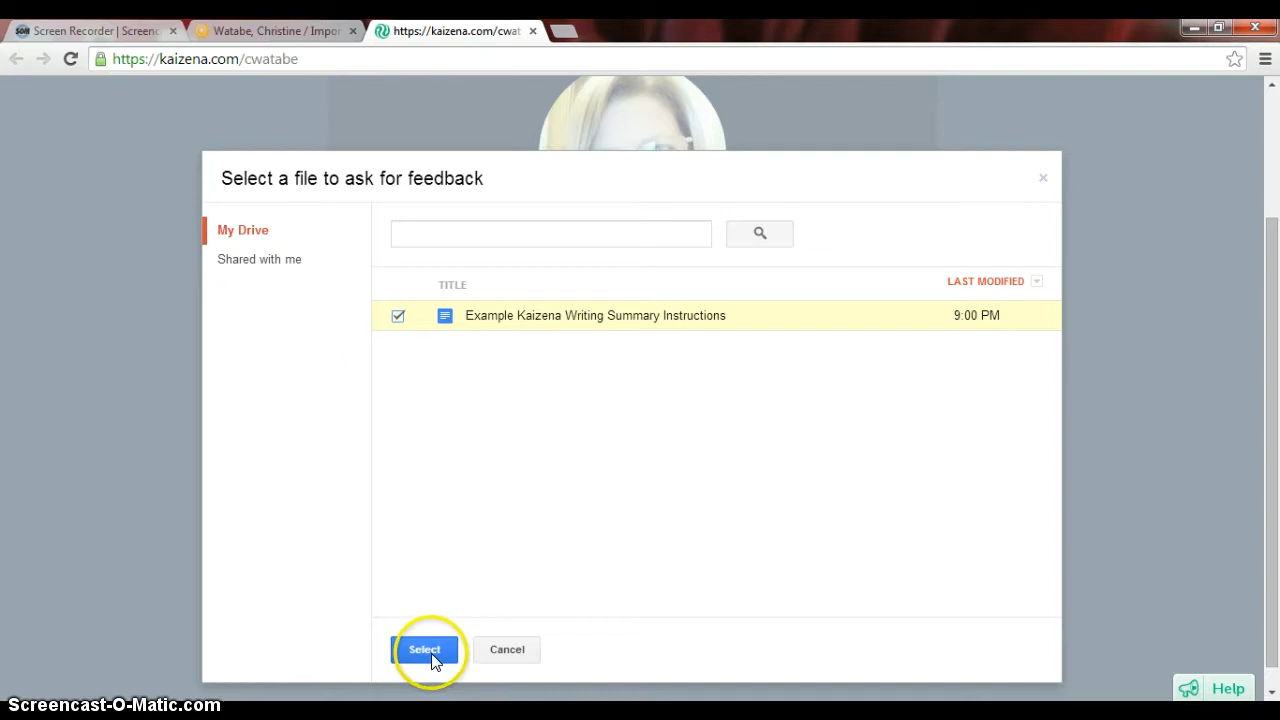 Screen Recorder | Screenc
Watabe, Christine / Impor
https://kaizena.com/cwat
https://kaizena.com/cwatabe
Select a file to ask for feedback
My Drive
Shared with me
TITLE
LAST MODIFIED
Example Kaizena Writing Summary Instructions
9:00 PM
Select
Cancel
Help
Screencast-O-Matic.com